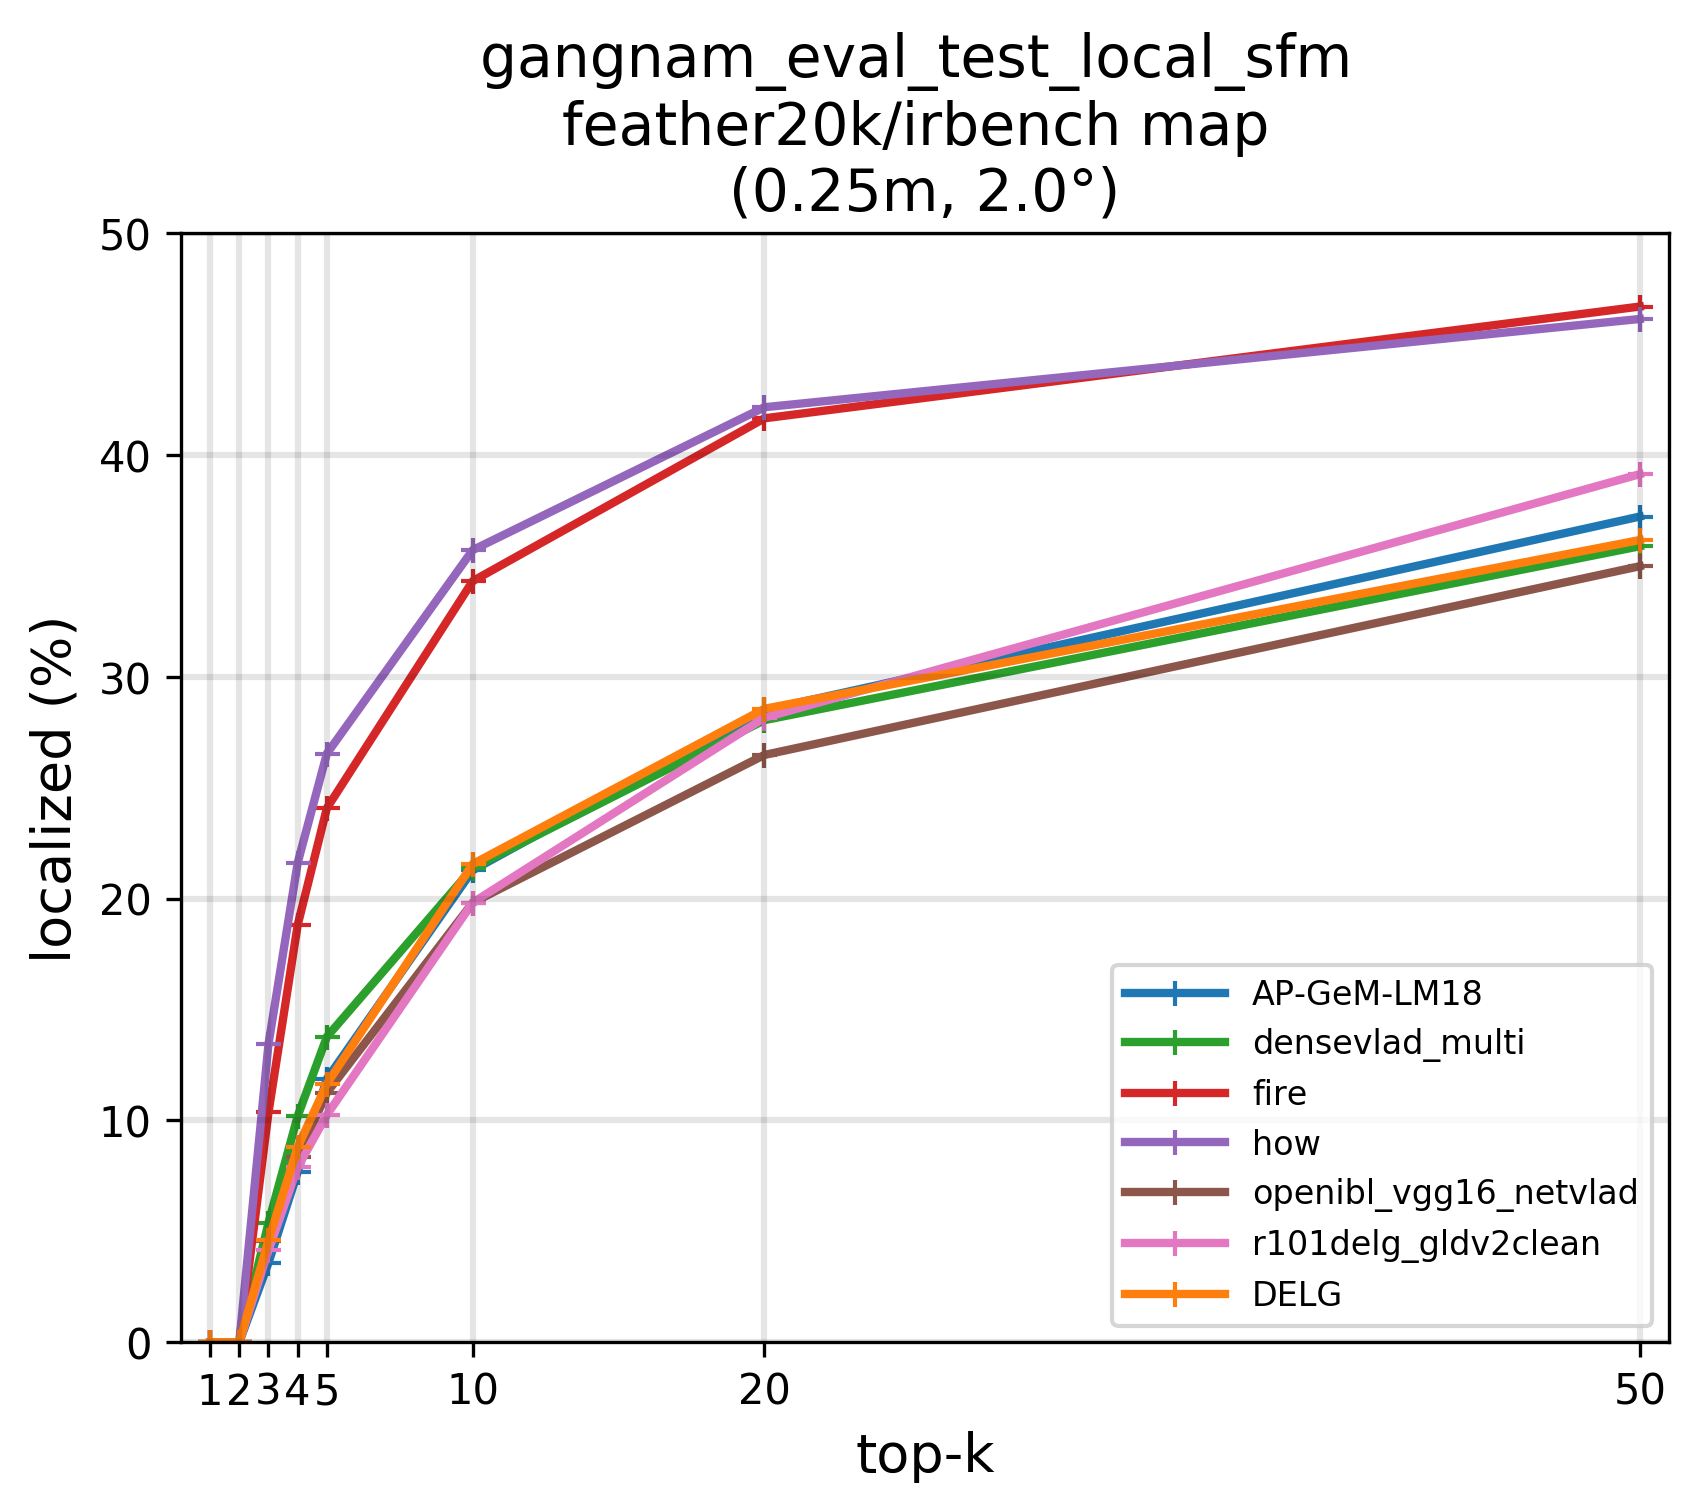 gangnam_eval_test_local_sfm
feather20k/irbench map
(0.25m, 2.0°)
50
40
30
20
10
0
localized (%)
1 2 3 4 5 10 20 50
top-k
AP-GeM-LM18
densevlad_multi
fire
how
openibl_vgg16_netvlad
r101delg_gldv2clean
DELG